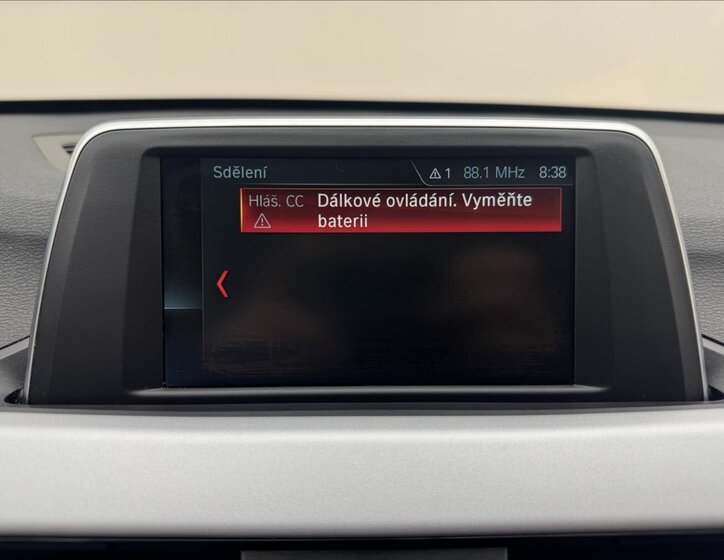 Sdělení 1 88.1 MHz 8:38
Hláš. CC Dálkové ovládání. Vyměňte
baterii